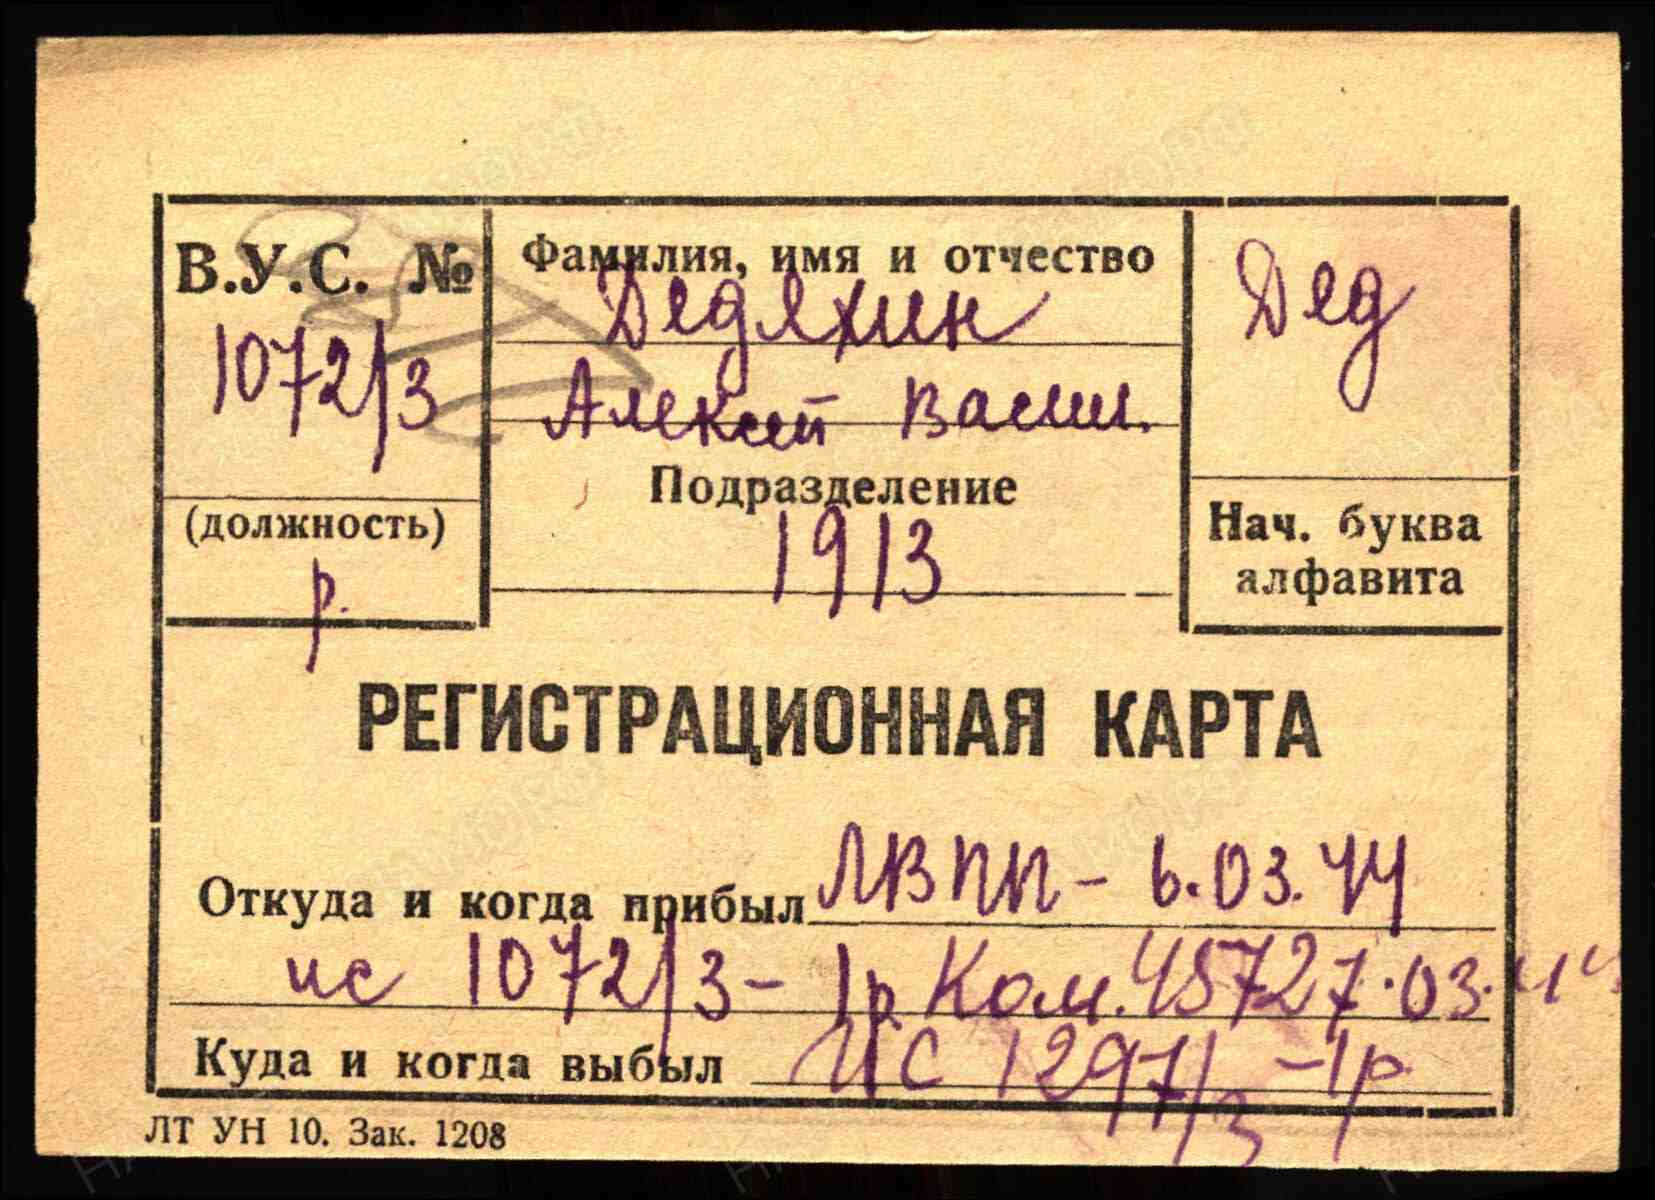 В.У.С. №
1072/3
(должность)
р.
Фамилия, имя и отчество
Дедяхин
Алексей Васил.
Подразделение
1913
Дед
Нач. буква
алфавита
РЕГИСТРАЦИОННАЯ КАРТА
Откуда и когда прибыл ЛВПП - 6.03.44
ис 1072/3 - 1р Ком. 457 27.03.44
Куда и когда выбыл ИС 1297/3 - 1р
ЛТ УН 10. Зак. 1208